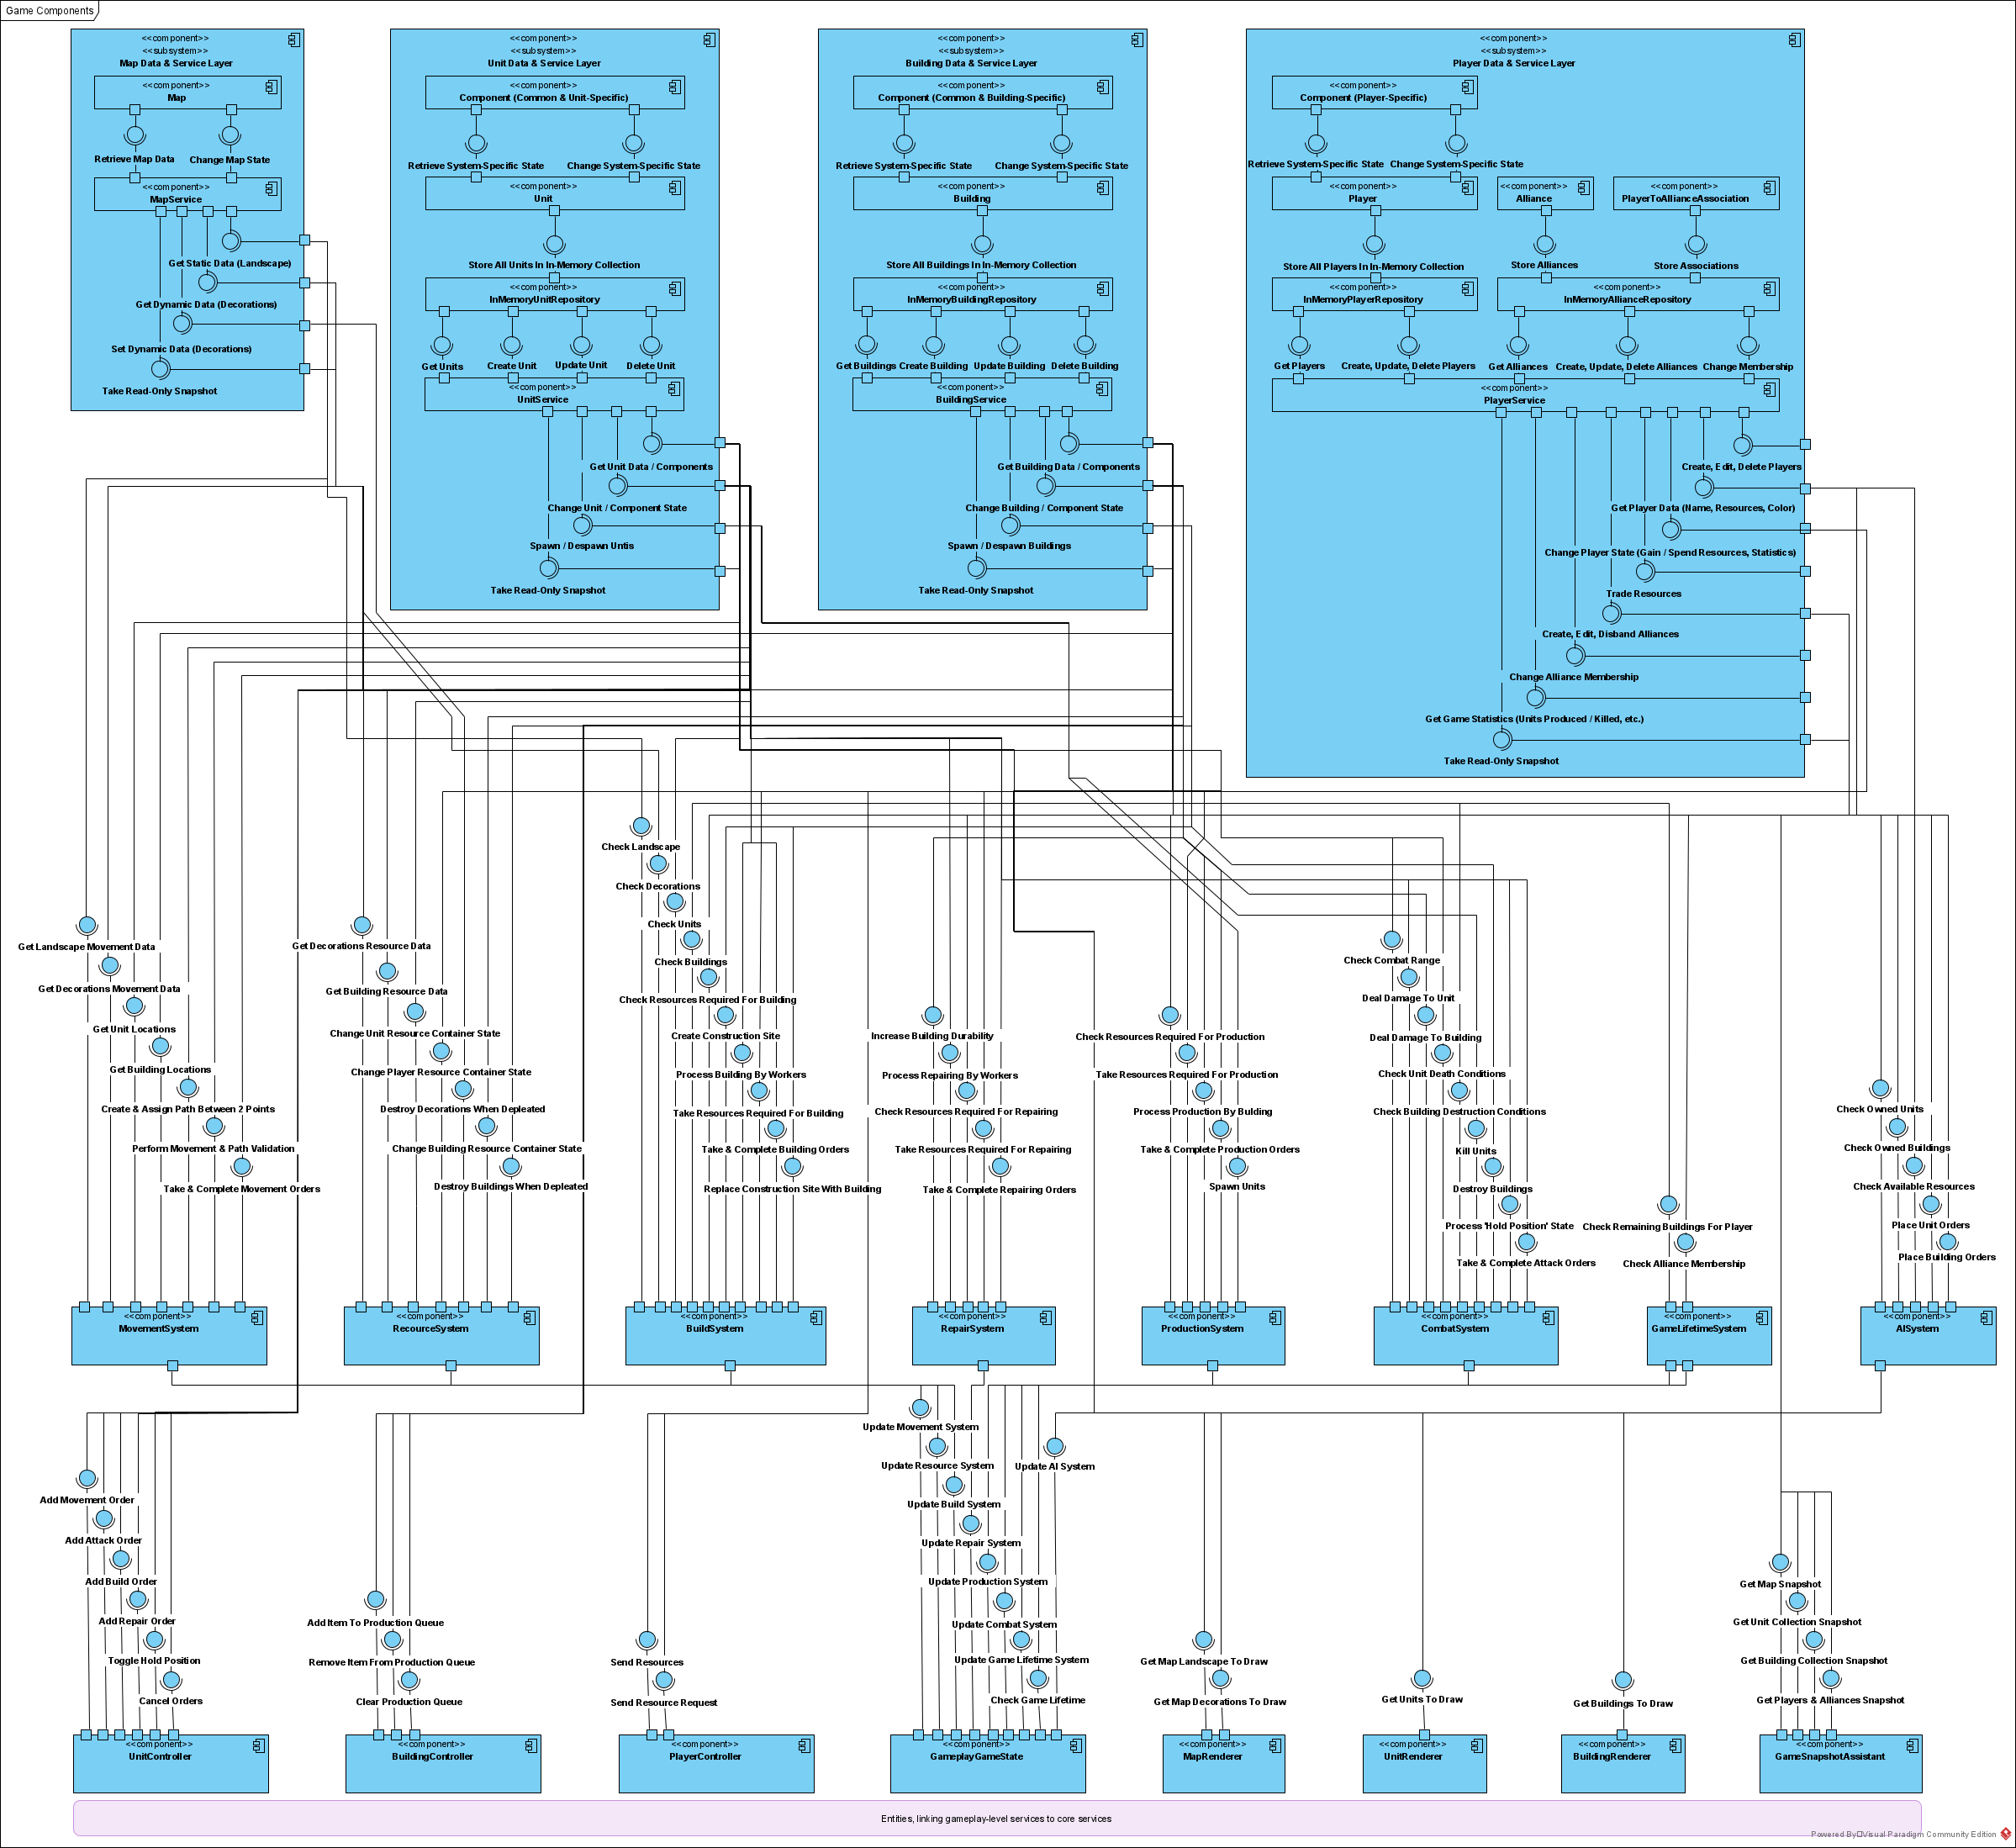 Game Components
<<component>>
<<subsystem>>
Map Data & Service Layer
<<component>>
Map
Retrieve Map Data
Change Map State
<<component>>
MapService
Get Static Data (Landscape)
Get Dynamic Data (Decorations)
Set Dynamic Data (Decorations)
Take Read-Only Snapshot
<<component>>
<<subsystem>>
Unit Data & Service Layer
<<component>>
Component (Common & Unit-Specific)
Retrieve System-Specific State
Change System-Specific State
<<component>>
Unit
Store All Units In In-Memory Collection
<<component>>
InMemoryUnitRepository
Get Units
Create Unit
Update Unit
Delete Unit
<<component>>
UnitService
Get Unit Data / Components
Change Unit / Component State
Spawn / Despawn Untis
Take Read-Only Snapshot
<<component>>
<<subsystem>>
Building Data & Service Layer
<<component>>
Component (Common & Building-Specific)
Retrieve System-Specific State
Change System-Specific State
<<component>>
Building
Store All Buildings In In-Memory Collection
<<component>>
InMemoryBuildingRepository
Get Buildings
Create Building
Update Building
Delete Building
<<component>>
BuildingService
Get Building Data / Components
Change Building / Component State
Spawn / Despawn Buildings
Take Read-Only Snapshot
<<component>>
<<subsystem>>
Player Data & Service Layer
<<component>>
Component (Player-Specific)
Retrieve System-Specific State
Change System-Specific State
<<component>>
Player
<<component>>
Alliance
<<component>>
PlayerToAllianceAssociation
Store All Players In In-Memory Collection
Store Alliances
Store Associations
<<component>>
InMemoryPlayerRepository
<<component>>
InMemoryAllianceRepository
Get Players
Create, Update, Delete Players
Get Alliances
Create, Update, Delete Alliances
Change Membership
<<component>>
PlayerService
Create, Edit, Delete Players
Get Player Data (Name, Resources, Color)
Change Player State (Gain / Spend Resources, Statistics)
Trade Resources
Create, Edit, Disband Alliances
Change Alliance Membership
Get Game Statistics (Units Produced / Killed, etc.)
Take Read-Only Snapshot
Get Landscape Movement Data
Get Decorations Movement Data
Get Unit Locations
Get Building Locations
Create & Assign Path Between 2 Points
Perform Movement & Path Validation
Take & Complete Movement Orders
<<component>>
MovementSystem
Get Decorations Resource Data
Get Building Resource Data
Change Unit Resource Container State
Change Player Resource Container State
Destroy Decorations When Depleated
Change Building Resource Container State
Destroy Buildings When Depleated
<<component>>
RecourceSystem
Check Landscape
Check Decorations
Check Units
Check Buildings
Check Resources Required For Building
Create Construction Site
Process Building By Workers
Take Resources Required For Building
Take & Complete Building Orders
Replace Construction Site With Building
<<component>>
BuildSystem
Increase Building Durability
Process Repairing By Workers
Check Resources Required For Repairing
Take Resources Required For Repairing
Take & Complete Repairing Orders
<<component>>
RepairSystem
Check Resources Required For Production
Take Resources Required For Production
Process Production By Bulding
Take & Complete Production Orders
Spawn Units
<<component>>
ProductionSystem
Check Combat Range
Deal Damage To Unit
Deal Damage To Building
Check Unit Death Conditions
Check Building Destruction Conditions
Kill Units
Destroy Buildings
Process 'Hold Position' State
Take & Complete Attack Orders
<<component>>
CombatSystem
Check Remaining Buildings For Player
Check Alliance Membership
<<component>>
GameLifetimeSystem
Check Owned Units
Check Owned Buildings
Check Available Resources
Place Unit Orders
Place Building Orders
<<component>>
AISystem
Add Movement Order
Add Attack Order
Add Build Order
Add Repair Order
Toggle Hold Position
Cancel Orders
<<component>>
UnitController
Add Item To Production Queue
Remove Item From Production Queue
Clear Production Queue
<<component>>
BuildingController
Send Resources
Send Resource Request
<<component>>
PlayerController
Update Movement System
Update Resource System
Update AI System
Update Build System
Update Repair System
Update Production System
Update Combat System
Update Game Lifetime System
Check Game Lifetime
<<component>>
GameplayGameState
Get Map Landscape To Draw
Get Map Decorations To Draw
<<component>>
MapRenderer
Get Units To Draw
<<component>>
UnitRenderer
Get Buildings To Draw
<<component>>
BuildingRenderer
Get Map Snapshot
Get Unit Collection Snapshot
Get Building Collection Snapshot
Get Players & Alliances Snapshot
<<component>>
GameSnapshotAssistant
Entities, linking gameplay-level services to core services
Powered By□Visual Paradigm Community Edition